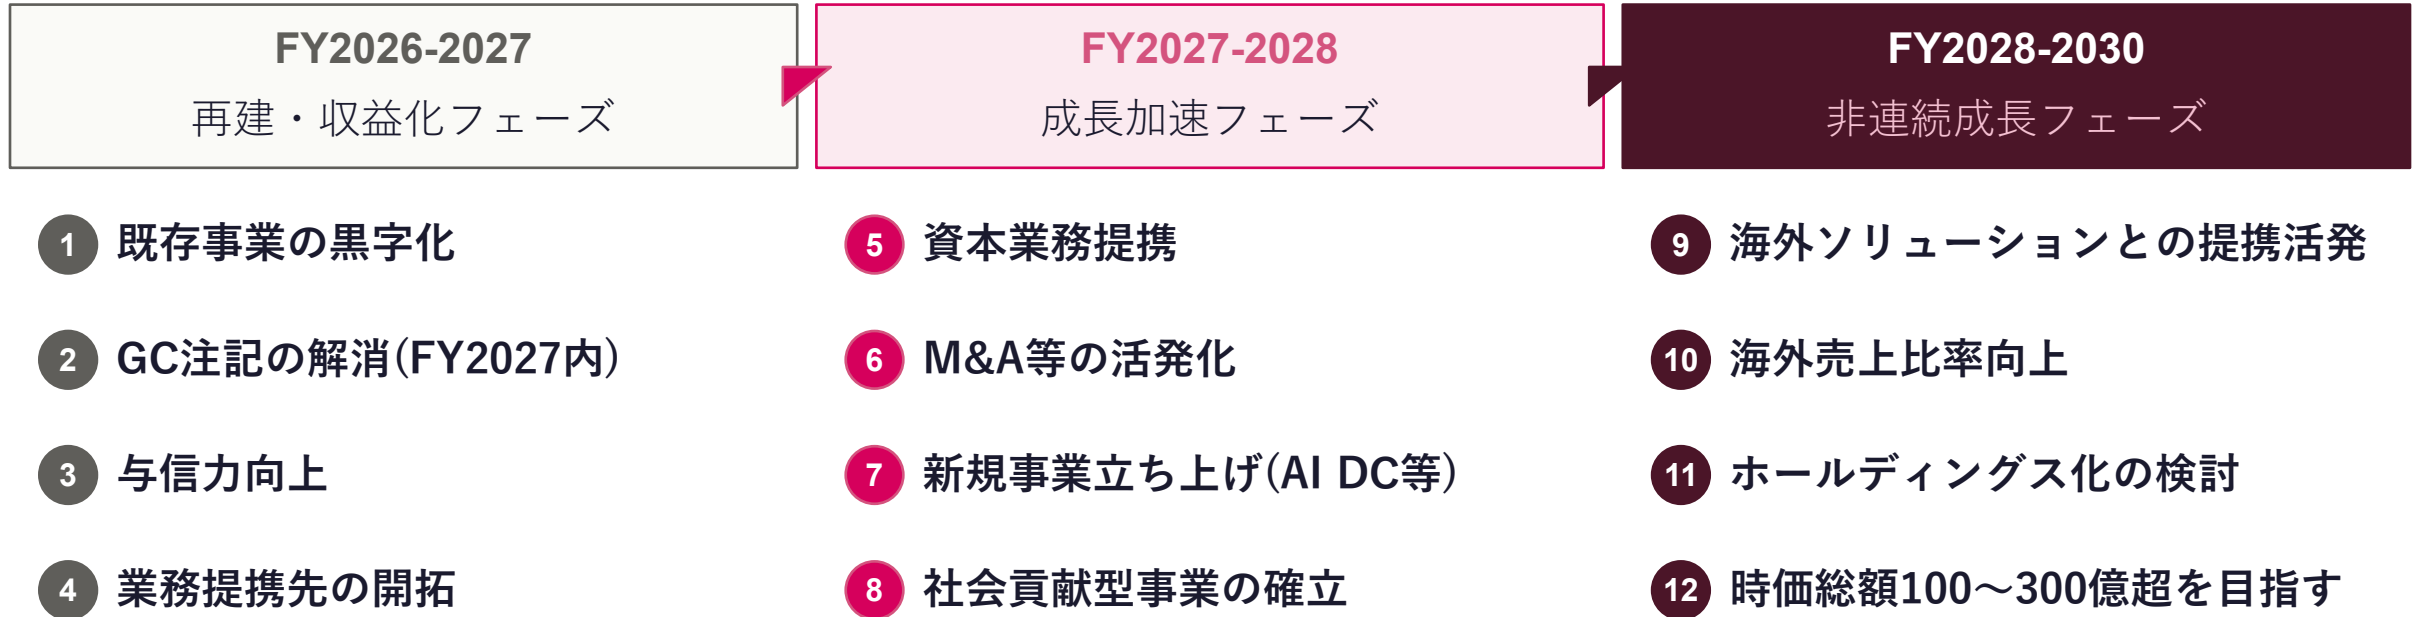 FY2026-2027
再建・収益化フェーズ
1 既存事業の黒字化
2 GC注記の解消(FY2027内)
3 与信力向上
4 業務提携先の開拓
FY2027-2028
成長加速フェーズ
5 資本業務提携
6 M&A等の活発化
7 新規事業立ち上げ(AI DC等)
8 社会貢献型事業の確立
FY2028-2030
非連続成長フェーズ
9 海外ソリューションとの提携活発
10 海外売上比率向上
11 ホールディングス化の検討
12 時価総額100～300億超を目指す